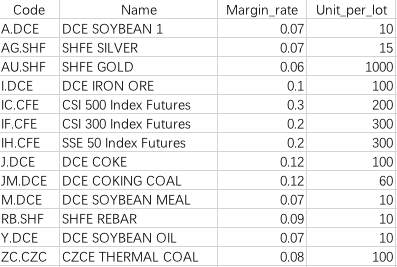 Code Name Margin_rate Unit_per_lot
A.DCE DCE SOYBEAN 1 0.07 10
AG.SHF SHFE SILVER 0.07 15
AU.SHF SHFE GOLD 0.06 1000
I.DCE DCE IRON ORE 0.1 100
IC.CFE CSI 500 Index Futures 0.3 200
IF.CFE CSI 300 Index Futures 0.2 300
IH.CFE SSE 50 Index Futures 0.2 300
J.DCE DCE COKE 0.12 100
JM.DCE DCE COKING COAL 0.12 60
M.DCE DCE SOYBEAN MEAL 0.07 10
RB.SHF SHFE REBAR 0.09 10
Y.DCE DCE SOYBEAN OIL 0.07 10
ZC.CZC CZCE THERMAL COAL 0.08 100